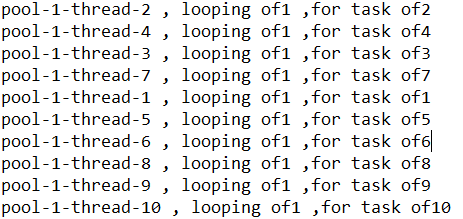 pool-1-thread-2 , looping of1 ,for task of2
pool-1-thread-4 , looping of1 ,for task of4
pool-1-thread-3 , looping of1 ,for task of3
pool-1-thread-7 , looping of1 ,for task of7
pool-1-thread-1 , looping of1 ,for task of1
pool-1-thread-5 , looping of1 ,for task of5
pool-1-thread-6 , looping of1 ,for task of6
pool-1-thread-8 , looping of1 ,for task of8
pool-1-thread-9 , looping of1 ,for task of9
pool-1-thread-10 , looping of1 ,for task of10